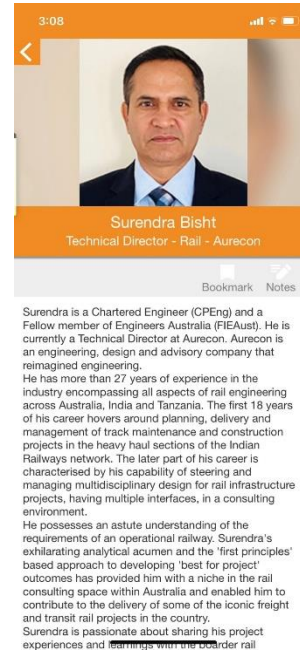 3:08
Surendra Bisht
Technical Director - Rail - Aurecon
Bookmark Notes
Surendra is a Chartered Engineer (CPEng) and a
Fellow member of Engineers Australia (FIEAust). He is
currently a Technical Director at Aurecon. Aurecon is
an engineering, design and advisory company that
reimagined engineering.
He has more than 27 years of experience in the
industry encompassing all aspects of rail engineering
across Australia, India and Tanzania. The first 18 years
of his career hovers around planning, delivery and
management of track maintenance and construction
projects in the heavy haul sections of the Indian
Railways network. The later part of his career is
characterised by his capability of steering and
managing multidisciplinary design for rail infrastructure
projects, having multiple interfaces, in a consulting
environment.
He possesses an astute understanding of the
requirements of an operational railway. Surendra's
exhilarating analytical acumen and the 'first principles'
based approach to developing 'best for project'
outcomes has provided him with a niche in the rail
consulting space within Australia and enabled him to
contribute to the delivery of some of the iconic freight
and transit rail projects in the country.
Surendra is passionate about sharing his project
experiences and learnings with the boarder rail